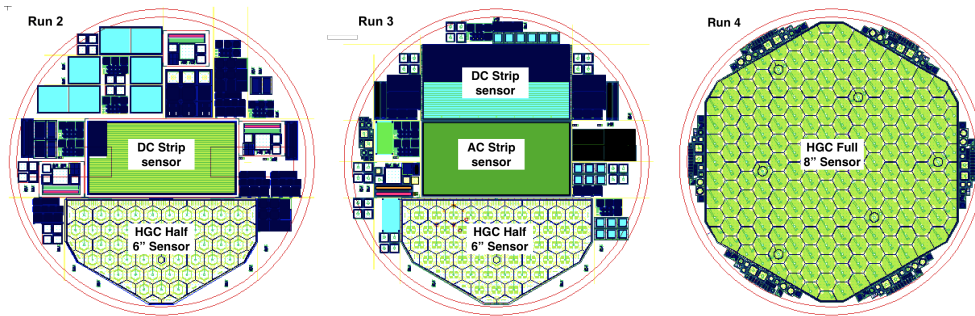 Run 2
DC Strip
sensor
HGC Half
6” Sensor
Run 3
DC Strip
sensor
AC Strip
sensor
HGC Half
6” Sensor
Run 4
HGC Full
8” Sensor